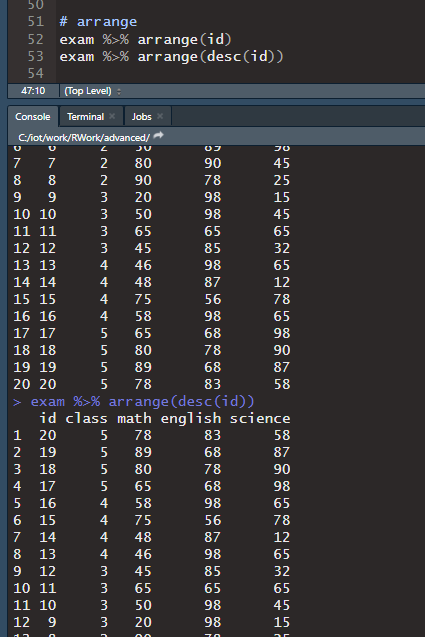 50
51 # arrange
52 exam %>% arrange(id)
53 exam %>% arrange(desc(id))
54
47:10 (Top Level)
Console Terminal Jobs
C:/iot/work/RWork/advanced/
6 6 2 50 89 98
7 7 2 80 90 45
8 8 2 90 78 25
9 9 3 20 98 15
10 10 3 50 98 45
11 11 3 65 65 65
12 12 3 45 85 32
13 13 4 46 98 65
14 14 4 48 87 12
15 15 4 75 56 78
16 16 4 58 98 65
17 17 5 65 68 98
18 18 5 80 78 90
19 19 5 89 68 87
20 20 5 78 83 58
> exam %>% arrange(desc(id))
id class math english science
1 20 5 78 83 58
2 19 5 89 68 87
3 18 5 80 78 90
4 17 5 65 68 98
5 16 4 58 98 65
6 15 4 75 56 78
7 14 4 48 87 12
8 13 4 46 98 65
9 12 3 45 85 32
10 11 3 65 65 65
11 10 3 50 98 45
12 9 3 20 98 15
13 8 2 90 78 25